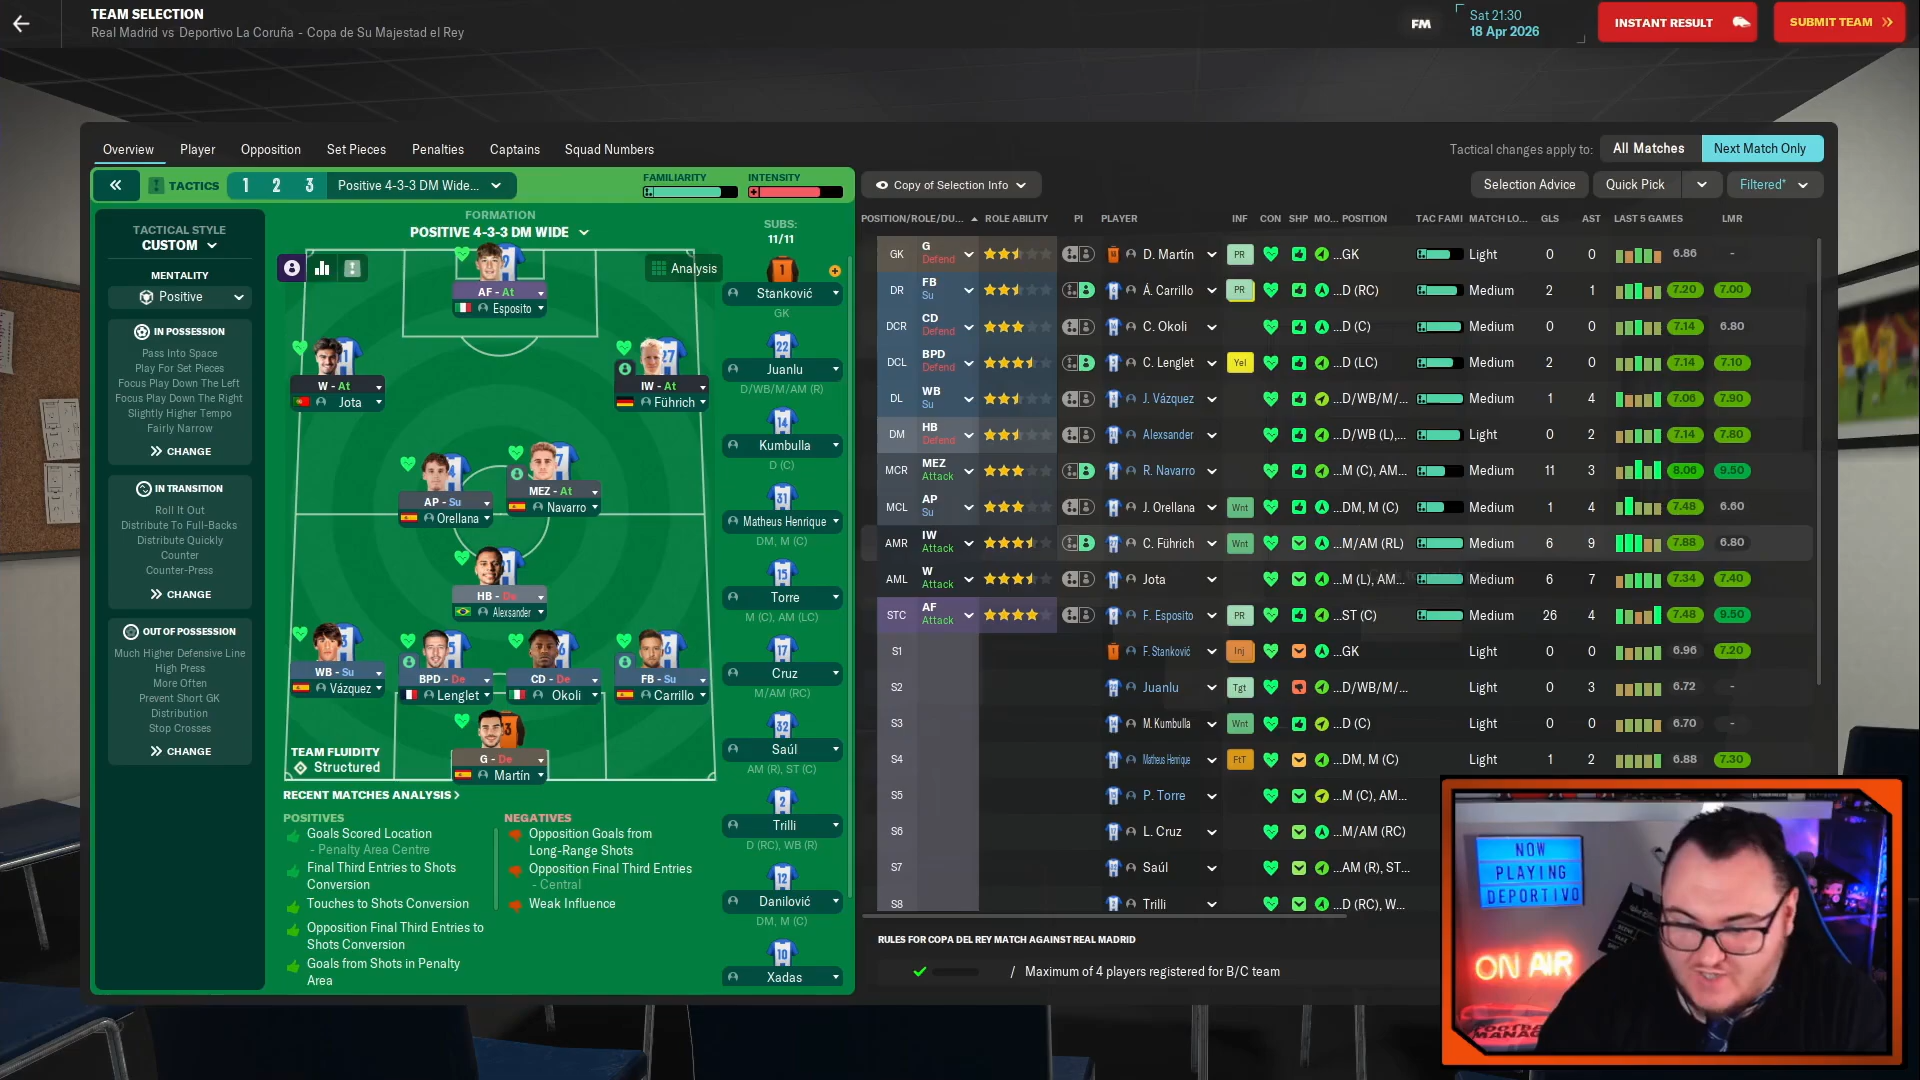 TEAM SELECTION
Real Madrid vs Deportivo La Coruña - Copa de Su Majestad el Rey
FM
Sat 21:30
18 Apr 2026
INSTANT RESULT
SUBMIT TEAM
Overview
Player
Opposition
Set Pieces
Penalties
Captains
Squad Numbers
Tactical changes apply to:
All Matches
Next Match Only
TACTICS
1 2 3
Positive 4-3-3 DM Wide...
FAMILIARITY
INTENSITY
Copy of Selection Info
Selection Advice
Quick Pick
Filtered*
TACTICAL STYLE
CUSTOM
MENTALITY
Positive
IN POSSESSION
Pass Into Space
Play For Set Pieces
Focus Play Down The Left
Focus Play Down The Right
Slightly Higher Tempo
Fairly Narrow
CHANGE
IN TRANSITION
Roll It Out
Distribute To Full-Backs
Distribute Quickly
Counter
Counter-Press
CHANGE
OUT OF POSSESSION
Much Higher Defensive Line
High Press
More Often
Prevent Short GK
Distribution
Stop Crosses
CHANGE
FORMATION
POSITIVE 4-3-3 DM WIDE
Analysis
AF - At
Esposito
W - At
Jota
IW - At
Führich
AP - Su
Orellana
MEZ - At
Navarro
HB - De
Alexsander
WB - Su
Vázquez
BPD - De
Lenglet
CD - De
Okoli
FB - Su
Carrillo
G - De
Martín
TEAM FLUIDITY
Structured
RECENT MATCHES ANALYSIS
POSITIVES
Goals Scored Location
- Penalty Area Centre
Final Third Entries to Shots
Conversion
Touches to Shots Conversion
Opposition Final Third Entries to
Shots Conversion
Goals from Shots in Penalty
Area
NEGATIVES
Opposition Goals from
Long-Range Shots
Opposition Final Third Entries
- Central
Weak Influence
SUBS:
11/11
1
Stanković
GK
22
Juanlu
D/WB/M/AM (R)
14
Kumbulla
D (C)
31
Matheus Henrique
DM, M (C)
15
Torre
M (C), AM (LC)
17
Cruz
M/AM (RC)
32
Saúl
AM (R), ST (C)
2
Trilli
D (RC), WB (R)
12
Danilović
DM, M (C)
10
Xadas
POSITION/ROLE/DU... ROLE ABILITY PI PLAYER INF CON SHP MO... POSITION TAC FAMI MATCH LO... GLS AST LAST 5 GAMES LMR
GK G Defend D. Martín PR ...GK Light 0 0 6.86 -
DR FB Su Á. Carrillo PR ...D (RC) Medium 2 1 7.20 7.00
DCR CD Defend C. Okoli ...D (C) Medium 0 0 7.14 6.80
DCL BPD Defend C. Lenglet Yel ...D (LC) Medium 2 0 7.14 7.10
DL WB Su J. Vázquez ...D/WB/M/... Medium 1 4 7.06 7.90
DM HB Defend Alexsander ...D/WB (L),... Light 0 2 7.14 7.80
MCR MEZ Attack R. Navarro ...M (C), AM... Medium 11 3 8.06 9.50
MCL AP Su J. Orellana Wnt ...DM, M (C) Medium 1 4 7.48 6.60
AMR IW Attack C. Führich Wnt ...M/AM (RL) Medium 6 9 7.88 6.80
AML W Attack Jota ...M (L), AM... Medium 6 7 7.34 7.40
STC AF Attack F. Esposito PR ...ST (C) Medium 26 4 7.48 9.50
S1 F. Stanković Inj ...GK Light 0 0 6.96 7.20
S2 Juanlu Tgt ...D/WB/M/... Light 0 3 6.72 -
S3 M. Kumbulla Wnt ...D (C) Light 0 0 6.70 -
S4 Matheus Henrique FtT ...DM, M (C) Light 1 2 6.88 7.30
S5 P. Torre ...M (C), AM...
S6 L. Cruz ...M/AM (RC)
S7 Saúl ...AM (R), ST...
S8 Trilli ...D (RC), W...
RULES FOR COPA DEL REY MATCH AGAINST REAL MADRID
/ Maximum of 4 players registered for B/C team
NOW
PLAYING
DEPORTIVO
ON AIR